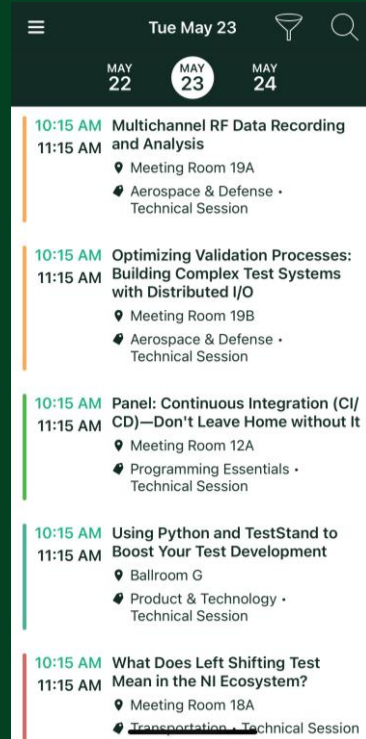 Tue May 23
MAY
22
MAY
23
MAY
24
10:15 AM
11:15 AM
Multichannel RF Data Recording
and Analysis
Meeting Room 19A
Aerospace & Defense •
Technical Session
10:15 AM
11:15 AM
Optimizing Validation Processes:
Building Complex Test Systems
with Distributed I/O
Meeting Room 19B
Aerospace & Defense •
Technical Session
10:15 AM
11:15 AM
Panel: Continuous Integration (CI/
CD)—Don't Leave Home without It
Meeting Room 12A
Programming Essentials •
Technical Session
10:15 AM
11:15 AM
Using Python and TestStand to
Boost Your Test Development
Ballroom G
Product & Technology •
Technical Session
10:15 AM
11:15 AM
What Does Left Shifting Test
Mean in the NI Ecosystem?
Meeting Room 18A
Transportation • Technical Session